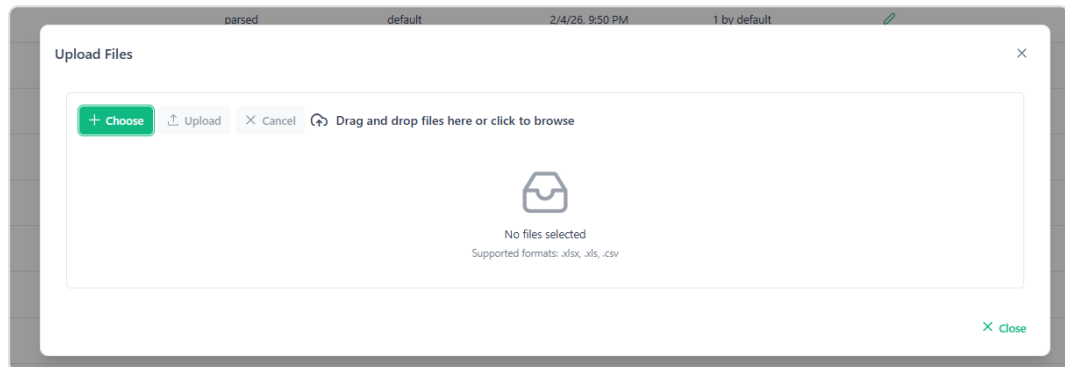 parsed default 2/4/26, 9:50 PM 1 by default
Upload Files
Choose Upload Cancel Drag and drop files here or click to browse
No files selected
Supported formats: .xlsx, .xls, .csv
Close